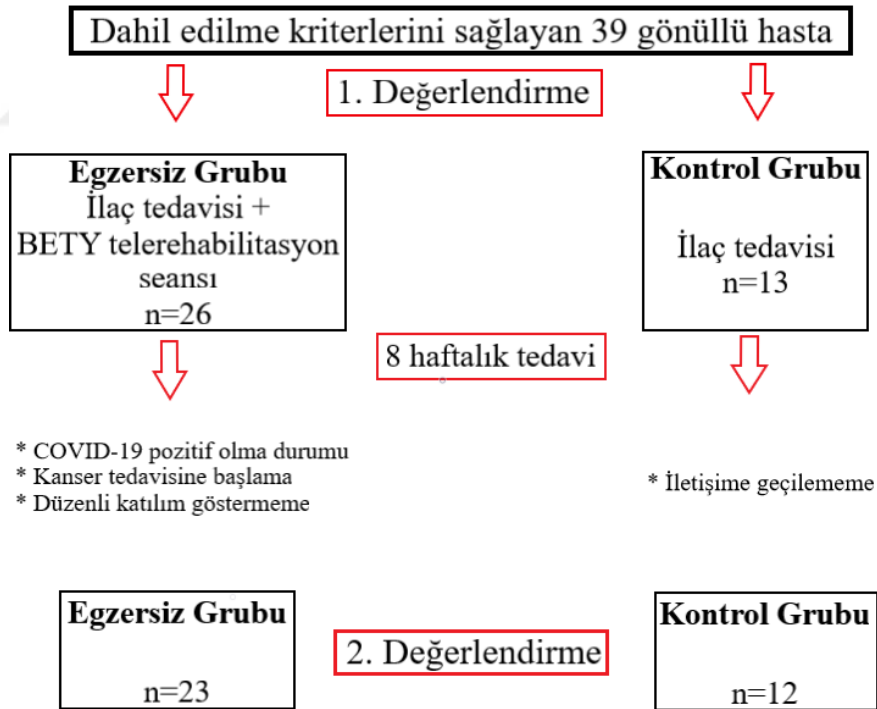 Dahil edilme kriterlerini sağlayan 39 gönüllü hasta
1. Değerlendirme
Egzersiz Grubu
İlaç tedavisi +
BETY telerehabilitasyon
seansı
n=26
Kontrol Grubu
İlaç tedavisi
n=13
8 haftalık tedavi
* COVID-19 pozitif olma durumu
* Kanser tedavisine başlama
* Düzenli katılım göstermeme
* İletişime geçilememe
Egzersiz Grubu
n=23
2. Değerlendirme
Kontrol Grubu
n=12